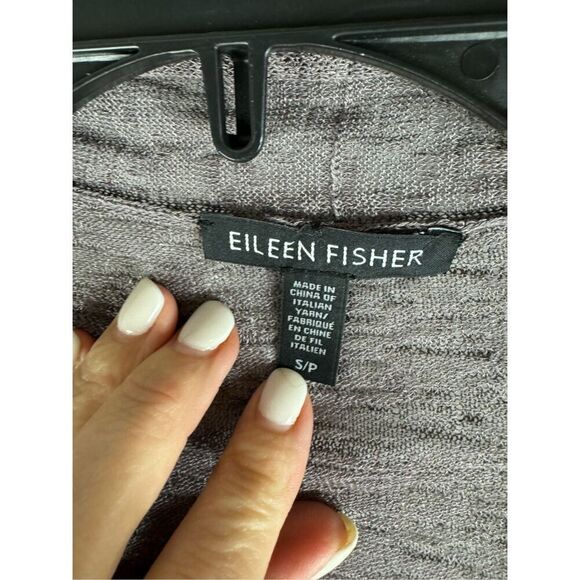 EILEEN FISHER
MADE IN
CHINA OF
ITALIAN
YARN/
FABRIQUÉ
EN CHINE
DE FIL
ITALIEN
S/P